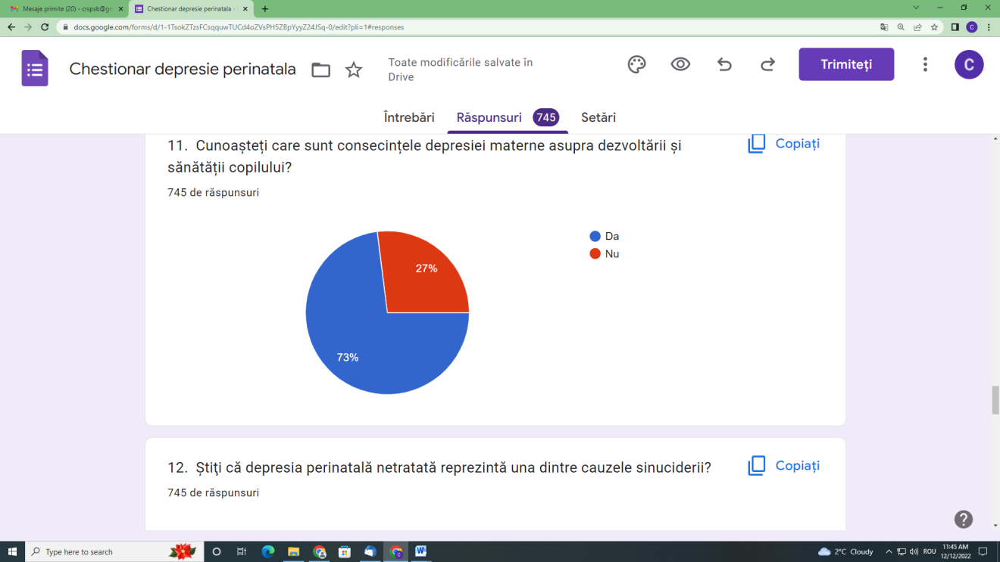 Mesaje primite (20) - crspsb@gm
Chestionar depresie perinatala -
docs.google.com/forms/d/1-1TsokZTzsFCsqquwTUCd4oZVsPHSZBpYyyZ24JSq-0/edit?pli=1#responses
Chestionar depresie perinatala
Toate modificările salvate în
Drive
Trimiteți
C
Întrebări
Răspunsuri 745
Setări
11. Cunoașteți care sunt consecințele depresiei materne asupra dezvoltării și
sănătății copilului?
Copiați
745 de răspunsuri
Da
Nu
27%
73%
12. Știţi că depresia perinatală netratată reprezintă una dintre cauzele sinuciderii?
Copiați
745 de răspunsuri
Type here to search
2°C Cloudy
ROU
11:45 AM
12/12/2022